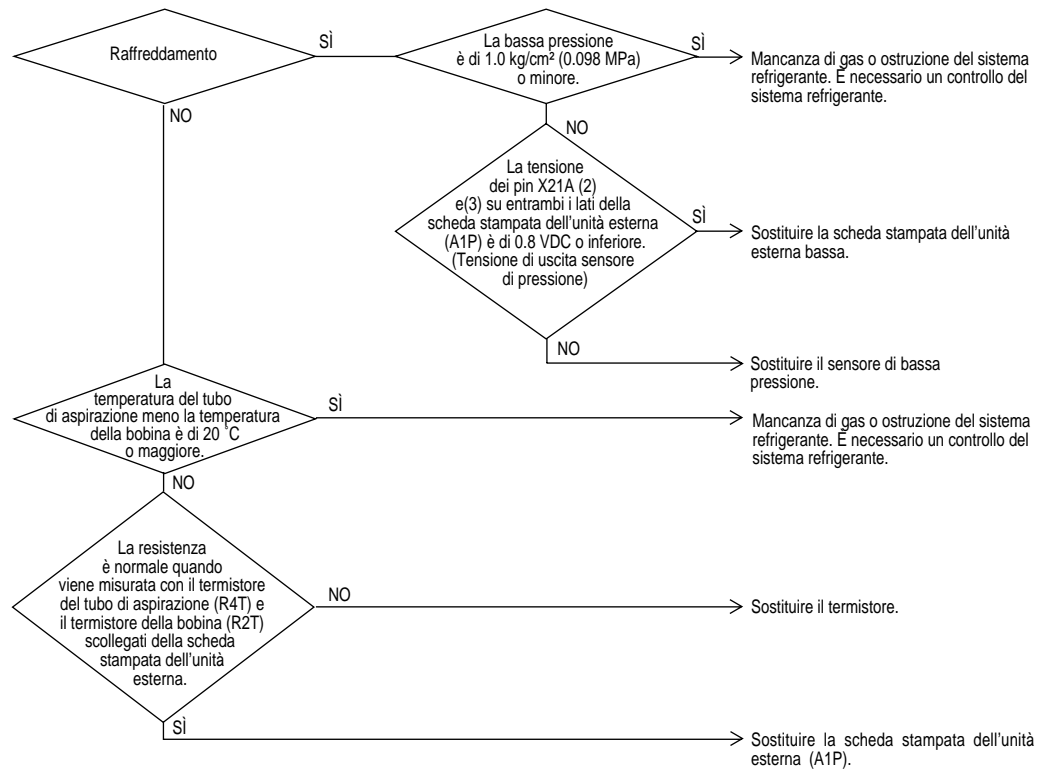 Raffreddamento
SÌ
La bassa pressione
è di 1.0 kg/cm² (0.098 MPa)
o minore.
SÌ
Mancanza di gas o ostruzione del sistema
refrigerante. È necessario un controllo del
sistema refrigerante.
NO
NO
La tensione
dei pin X21A (2)
e(3) su entrambi i lati della
scheda stampata dell'unità esterna
(A1P) è di 0.8 VDC o inferiore.
(Tensione di uscita sensore
di pressione)
SÌ
Sostituire la scheda stampata dell'unità
esterna bassa.
NO
Sostituire il sensore di bassa
pressione.
La
temperatura del tubo
di aspirazione meno la temperatura
della bobina è di 20 ˚C
o maggiore.
SÌ
Mancanza di gas o ostruzione del sistema
refrigerante. È necessario un controllo del
sistema refrigerante.
NO
La resistenza
è normale quando
viene misurata con il termistore
del tubo di aspirazione (R4T) e
il termistore della bobina (R2T)
scollegati della scheda
stampata dell'unità
esterna.
NO
Sostituire il termistore.
SÌ
Sostituire la scheda stampata dell'unità
esterna (A1P).